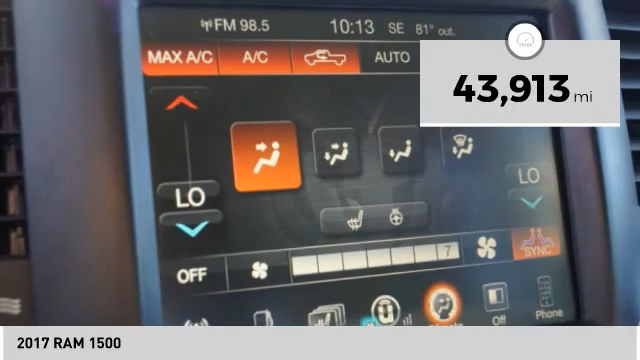 FM 98.5 10:13 SE 81° out.
MAX A/C A/C AUTO
43,913 mi
LO LO
7
OFF SYNC
Off Phone
2017 RAM 1500